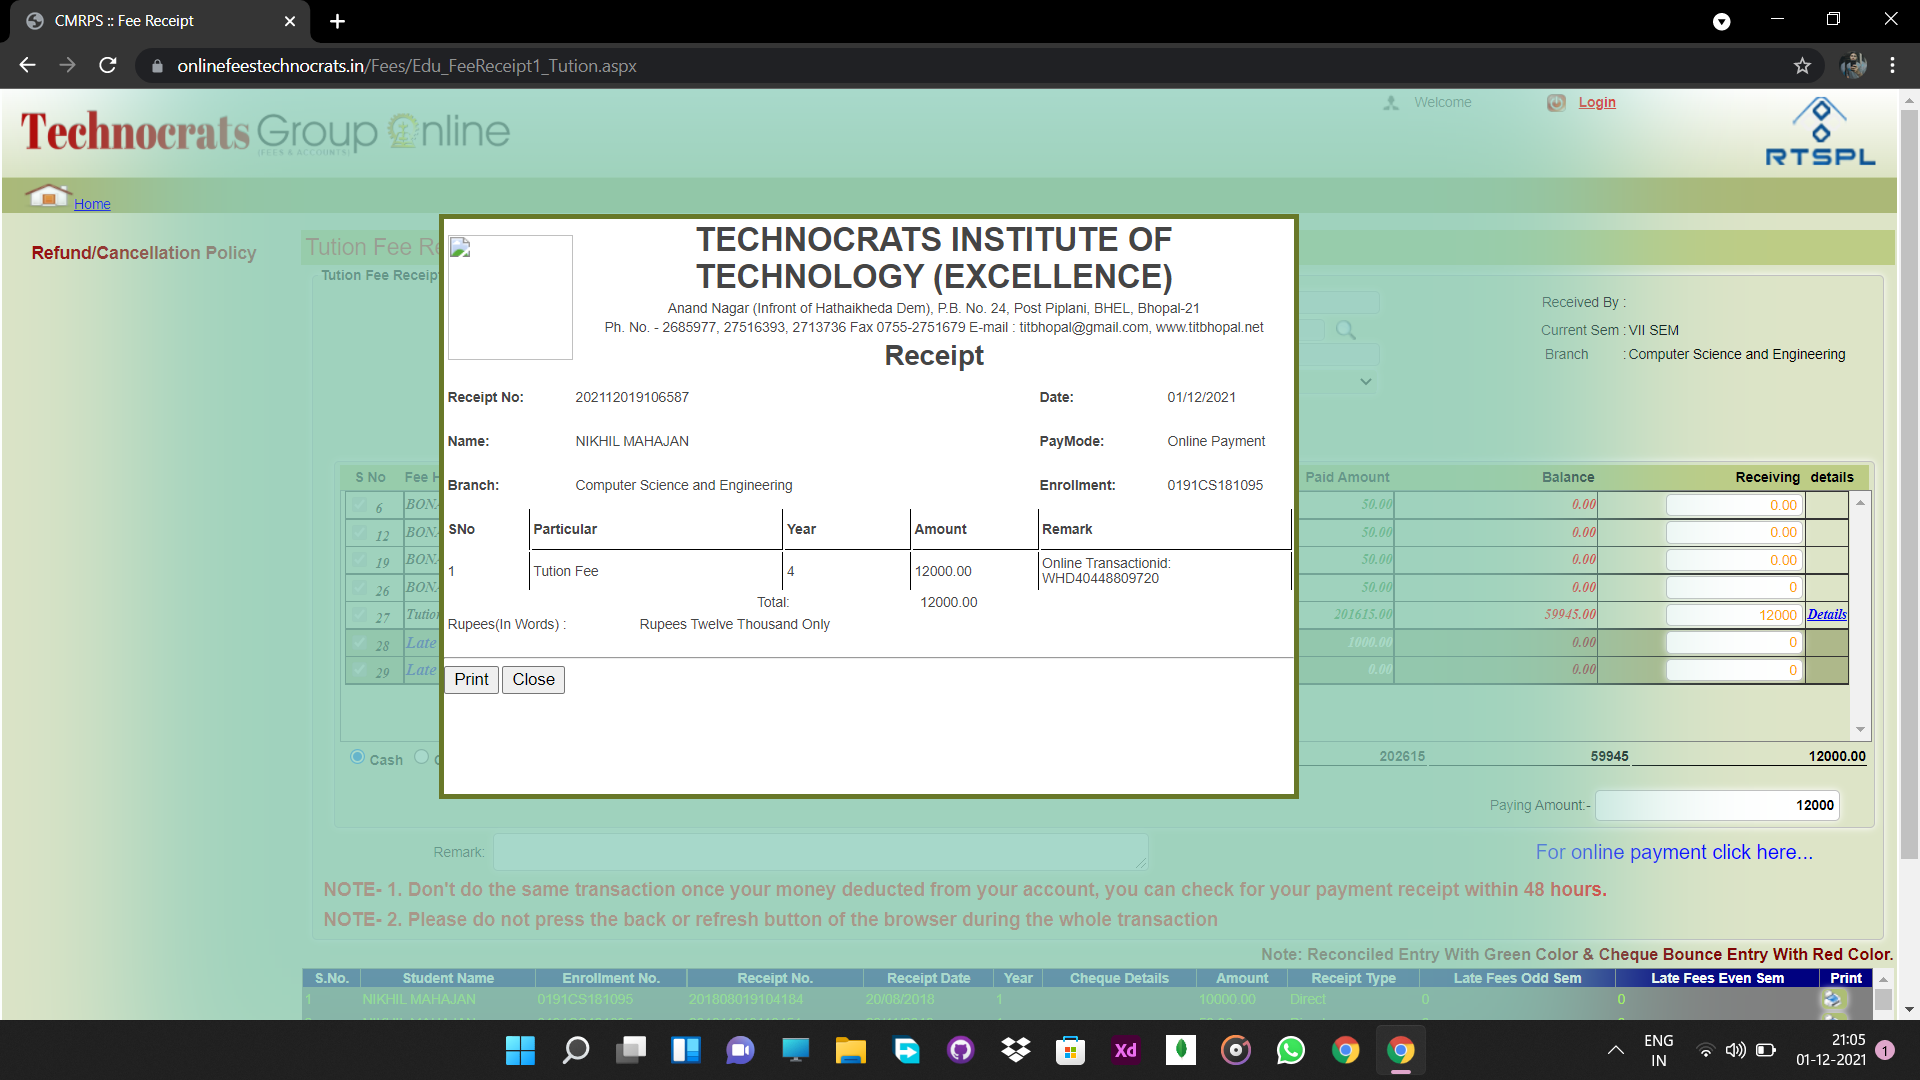 CMRPS :: Fee Receipt
onlinefeestechnocrats.in/Fees/Edu_FeeReceipt1_Tution.aspx
Technocrats Group Online
(FEES & ACCOUNTS)
Welcome
Login
RTSPL
Home
Refund/Cancellation Policy
Tution Fee Re
Tution Fee Receipt
Received By :
Current Sem : VII SEM
Branch : Computer Science and Engineering
TECHNOCRATS INSTITUTE OF
TECHNOLOGY (EXCELLENCE)
Anand Nagar (Infront of Hathaikheda Dem), P.B. No. 24, Post Piplani, BHEL, Bhopal-21
Ph. No. - 2685977, 27516393, 2713736 Fax 0755-2751679 E-mail : titbhopal@gmail.com, www.titbhopal.net
Receipt
Receipt No: 202112019106587 Date: 01/12/2021
Name: NIKHIL MAHAJAN PayMode: Online Payment
Branch: Computer Science and Engineering Enrollment: 0191CS181095
SNo Particular Year Amount Remark
1 Tution Fee 4 12000.00 Online Transactionid:
WHD40448809720
Total: 12000.00
Rupees(In Words) : Rupees Twelve Thousand Only
Print Close
S No Fee H Paid Amount Balance Receiving details
6 BONA 50.00 0.00 0.00
12 BONA 50.00 0.00 0.00
19 BONA 50.00 0.00 0.00
26 BONA 50.00 0.00 0
27 Tution 201615.00 59945.00 12000 Details
28 Late 1000.00 0.00 0
29 Late 0.00 0.00 0
Cash
202615 59945 12000.00
Paying Amount:- 12000
Remark:
For online payment click here...
NOTE- 1. Don't do the same transaction once your money deducted from your account, you can check for your payment receipt within 48 hours.
NOTE- 2. Please do not press the back or refresh button of the browser during the whole transaction
Note: Reconciled Entry With Green Color & Cheque Bounce Entry With Red Color.
S.No. Student Name Enrollment No. Receipt No. Receipt Date Year Cheque Details Amount Receipt Type Late Fees Odd Sem Late Fees Even Sem Print
1 NIKHIL MAHAJAN 0191CS181095 201808019104184 20/08/2018 1 10000.00 Direct 0 0
Xd
ENG
IN
21:05
01-12-2021
1